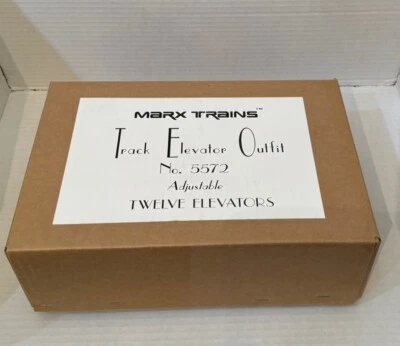 MARX TRAINS™
Track Elevator Outfit
No. 5572
Adjustable
TWELVE ELEVATORS